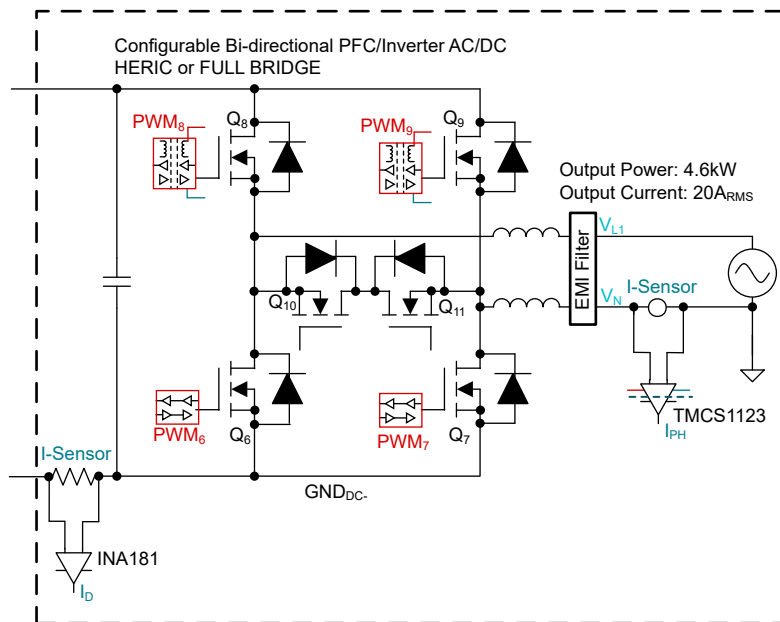 Configurable Bi-directional PFC/Inverter AC/DC
HERIC or FULL BRIDGE
PWM8
Q8
PWM9
Q9
Output Power: 4.6kW
Output Current: 20ARMS
VL1
EMI Filter
VN
I-Sensor
Q10
Q11
TMCS1123
IPH
PWM6
Q6
PWM7
Q7
I-Sensor
GNDDC-
INA181
ID